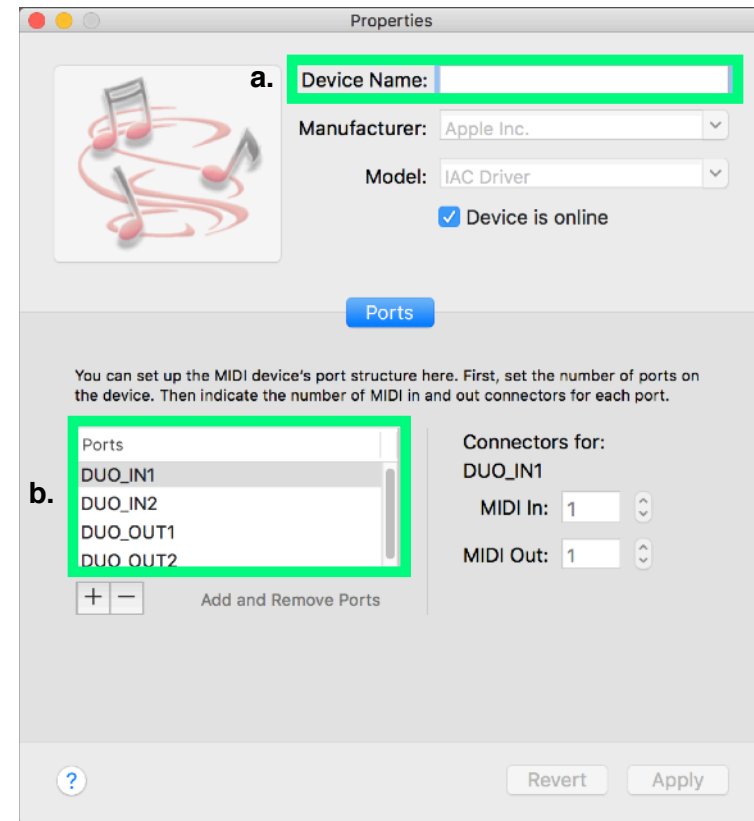 Properties
a.
Device Name:
Manufacturer: Apple Inc.
Model: IAC Driver
Device is online
Ports
You can set up the MIDI device's port structure here. First, set the number of ports on
the device. Then indicate the number of MIDI in and out connectors for each port.
b.
Ports
DUO_IN1
DUO_IN2
DUO_OUT1
DUO_OUT2
+ −
Add and Remove Ports
Connectors for:
DUO_IN1
MIDI In: 1
MIDI Out: 1
?
Revert
Apply